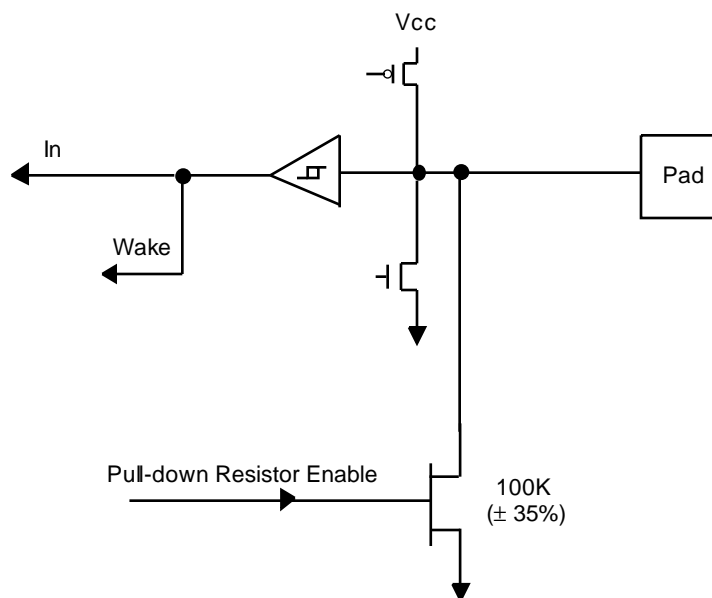 Vcc
In
Pad
Wake
Pull-down Resistor Enable
100K
(± 35%)